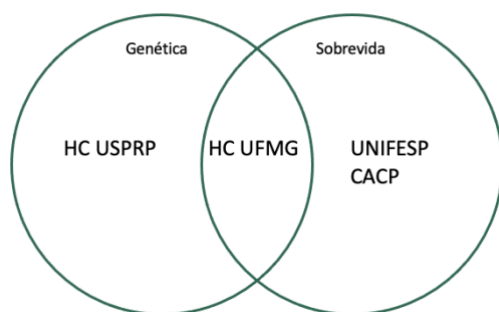 Genética
Sobrevida
HC USPRP
HC UFMG
UNIFESP
CACP